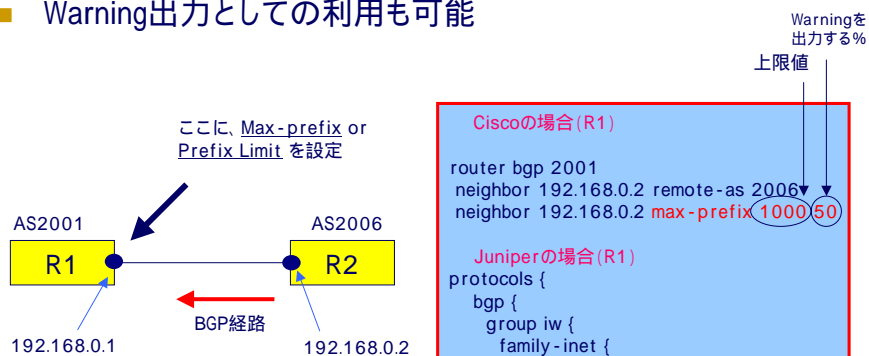 Warning出力としての利用も可能
Warningを
出力する%
上限値
ここに、Max-prefix or
Prefix Limit を設定
AS2001
AS2006
R1
R2
BGP経路
192.168.0.1
192.168.0.2
Ciscoの場合(R1)
router bgp 2001
neighbor 192.168.0.2 remote-as 2006
neighbor 192.168.0.2 max-prefix 1000 50
Juniperの場合(R1)
protocols {
bgp {
group iw {
family-inet {